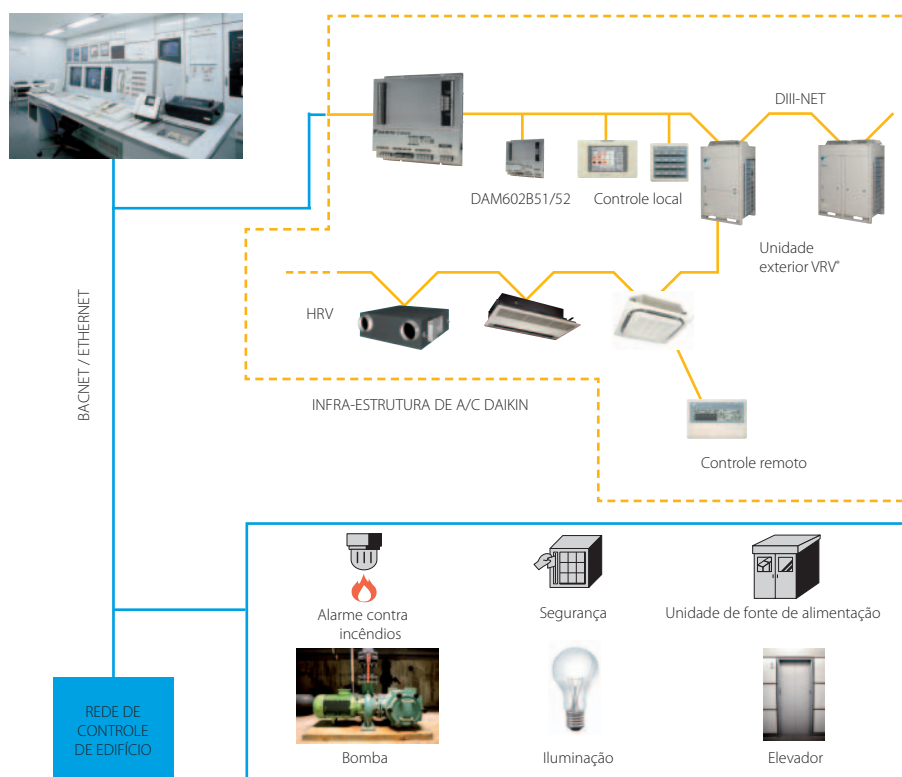 DIII-NET
DAM602B51/52
Controle local
Unidade
exterior VRV®
HRV
BACNET / ETHERNET
INFRA-ESTRUTURA DE A/C DAIKIN
Controle remoto
Alarme contra
incêndios
Segurança
Unidade de fonte de alimentação
REDE DE
CONTROLE
DE EDIFÍCIO
Bomba
Iluminação
Elevador